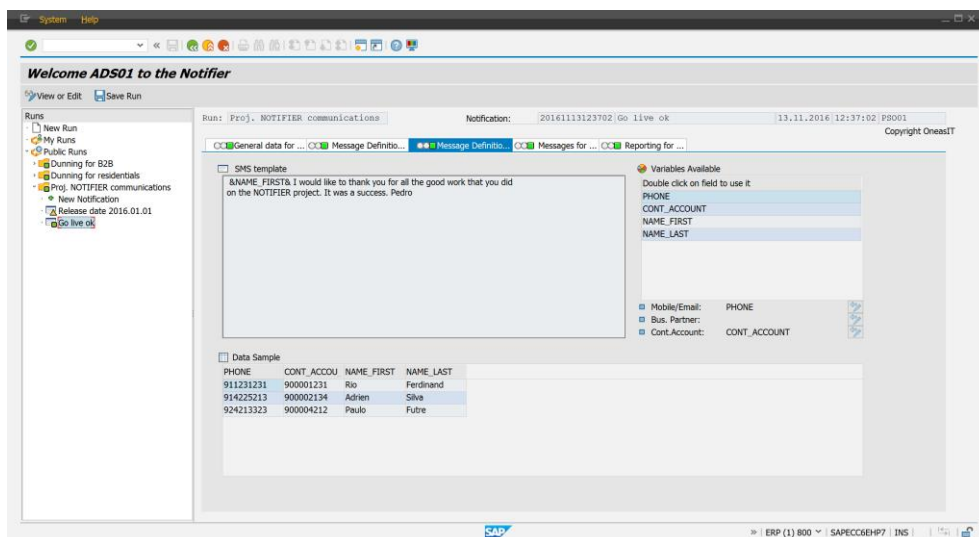 System Help
Welcome ADS01 to the Notifier
View or Edit Save Run
Runs
New Run
My Runs
Public Runs
Dunning for B2B
Dunning for residentials
Proj. NOTIFIER communications
New Notification
Release date 2016.01.01
Go live ok
Run: Proj. NOTIFIER communications Notification: 20161113123702 Go live ok 13.11.2016 12:37:02 PS001
Copyright OneasIT
General data for ... Message Definitio... Message Definitio... Messages for ... Reporting for ...
SMS template
&NAME_FIRST& I would like to thank you for all the good work that you did
on the NOTIFIER project. It was a success. Pedro
Variables Available
Double click on field to use it
PHONE
CONT_ACCOUNT
NAME_FIRST
NAME_LAST
Mobile/Email: PHONE
Bus. Partner:
Cont.Account: CONT_ACCOUNT
Data Sample
PHONE CONT_ACCOU NAME_FIRST NAME_LAST
911231231 900001231 Rio Ferdinand
914225213 900002134 Adrien Silva
924213323 900004212 Paulo Futre
SAP
» ERP (1) 800 SAPECC6EHP7 INS